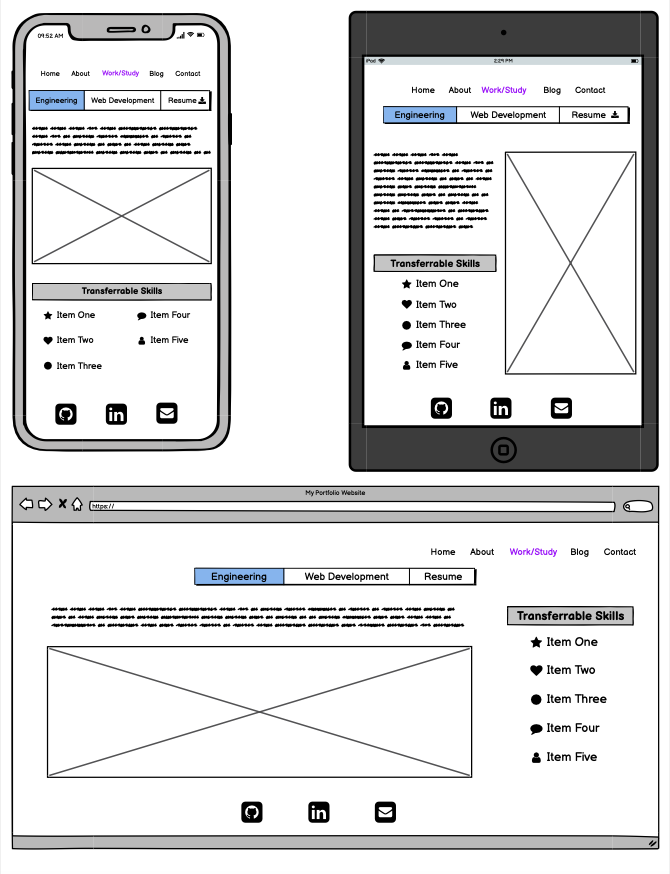 09:52 AM
Home About Work/Study Blog Contact
Engineering Web Development Resume
Transferrable Skills
Item One Item Four
Item Two Item Five
Item Three
in
iPod 2:29 PM
Home About Work/Study Blog Contact
Engineering Web Development Resume
Transferrable Skills
Item One
Item Two
Item Three
Item Four
Item Five
in
My Portfolio Website
https://
Home About Work/Study Blog Contact
Engineering Web Development Resume
Transferrable Skills
Item One
Item Two
Item Three
Item Four
Item Five
in